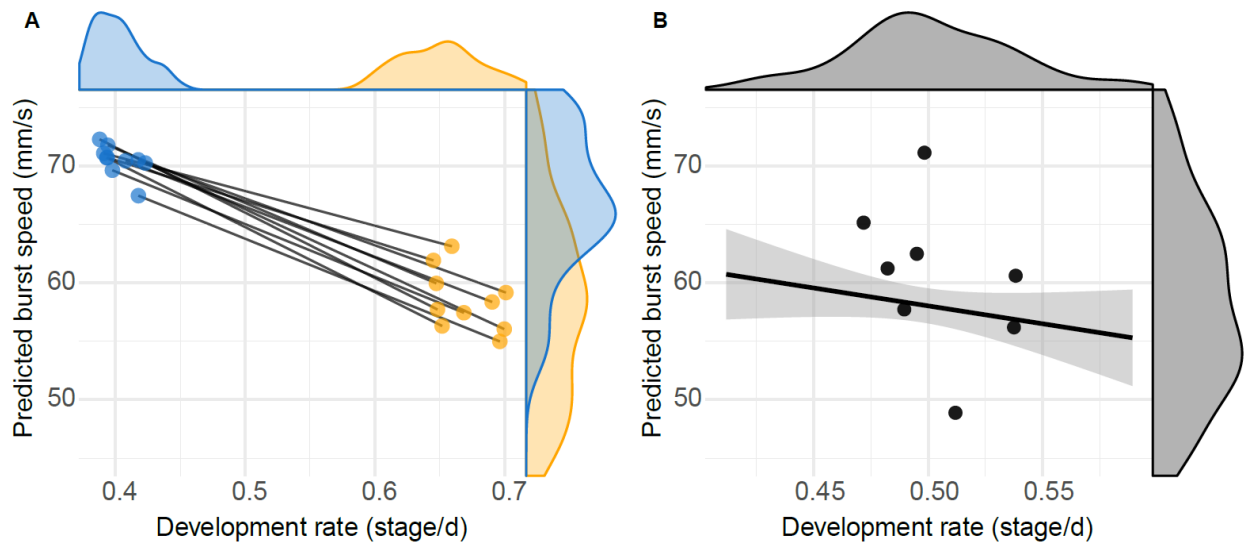 A
Predicted burst speed (mm/s)
70
60
50
0.4 0.5 0.6 0.7
Development rate (stage/d)
B
Predicted burst speed (mm/s)
70
60
50
0.45 0.50 0.55
Development rate (stage/d)